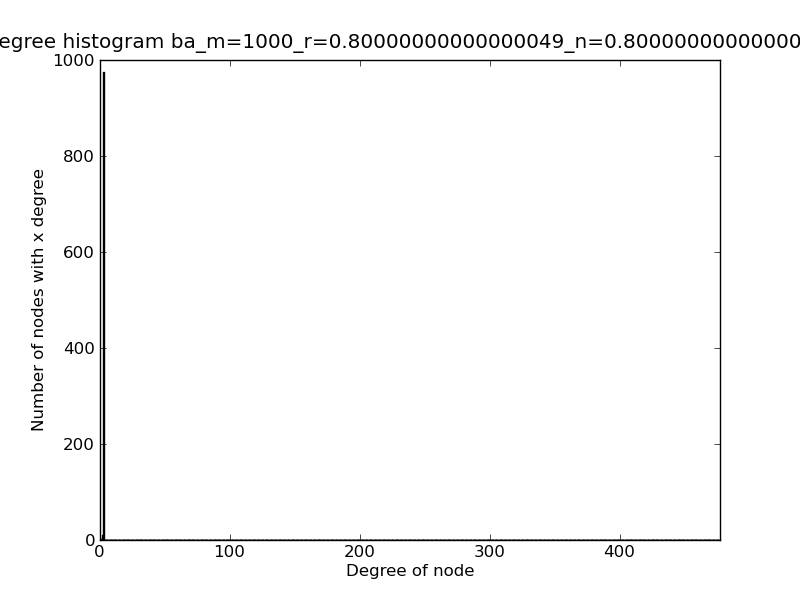 egree histogram ba_m=1000_r=0.80000000000000049_n=0.80000000000000
1000
800
600
400
200
0
0 100 200 300 400
Number of nodes with x degree
Degree of node